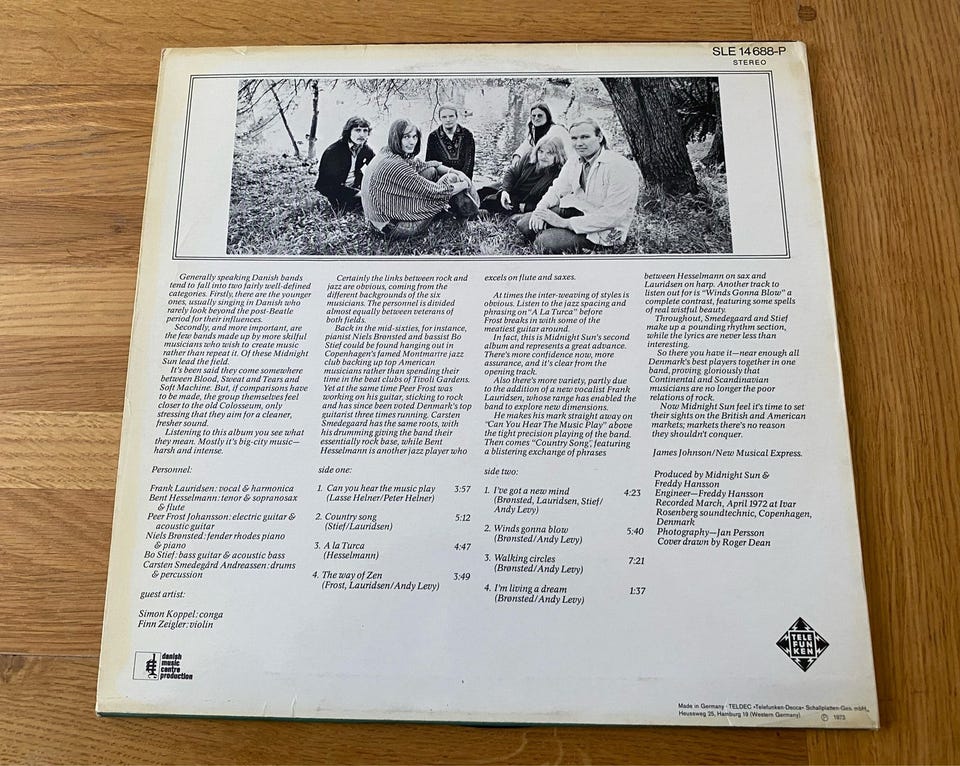 SLE 14 688-P
STEREO
Generally speaking Danish bands
tend to fall into two fairly well-defined
categories. Firstly, there are the younger
ones, usually singing in Danish who
rarely look beyond the post-Beatle
period for their influences.
Secondly, and more important, are
the few bands made up by more skilful
musicians who wish to create music
rather than repeat it. Of these Midnight
Sun lead the field.
It's been said they come somewhere
between Blood, Sweat and Tears and
Soft Machine. But, if comparisons have
to be made, the group themselves feel
closer to the old Colosseum, only
stressing that they aim for a cleaner,
fresher sound.
Listening to this album you see what
they mean. Mostly it's big-city music—
harsh and intense.
Certainly the links between rock and
jazz are obvious, coming from the
different backgrounds of the six
musicians. The personnel is divided
almost equally between veterans of
both fields.
Back in the mid-sixties, for instance,
pianist Niels Brønsted and bassist Bo
Stief could be found hanging out in
Copenhagen's famed Montmartre jazz
club backing up top American
musicians rather than spending their
time in the beat clubs of Tivoli Gardens.
Yet at the same time Peer Frost was
working on his guitar, sticking to rock
and has since been voted Denmark's top
guitarist three times running. Carsten
Smedegaard has the same roots, with
his drumming giving the band their
essentially rock base, while Bent
Hesselmann is another jazz player who
excels on flute and saxes.
At times the inter-weaving of styles is
obvious. Listen to the jazz spacing and
phrasing on "A La Turca" before
Frost breaks in with some of the
meatiest guitar around.
In fact, this is Midnight Sun's second
album and represents a great advance.
There's more confidence now, more
assurance, and it's clear from the
opening track.
Also there's more variety, partly due
to the addition of a new vocalist Frank
Lauridsen, whose range has enabled the
band to explore new dimensions.
He makes his mark straight away on
"Can You Hear The Music Play" above
the tight precision playing of the band.
Then comes "Country Song", featuring
a blistering exchange of phrases
between Hesselmann on sax and
Lauridsen on harp. Another track to
listen out for is "Winds Gonna Blow" a
complete contrast, featuring some spells
of real wistful beauty.
Throughout, Smedegaard and Stief
make up a pounding rhythm section,
while the lyrics are never less than
interesting.
So there you have it—near enough all
Denmark's best players together in one
band, proving gloriously that
Continental and Scandinavian
musicians are no longer the poor
relations of rock.
Now Midnight Sun feel it's time to set
their sights on the British and American
markets; markets there's no reason
they shouldn't conquer.
James Johnson/New Musical Express.
Personnel:
Frank Lauridsen: vocal & harmonica
Bent Hesselmann: tenor & sopranosax
& flute
Peer Frost Johansson: electric guitar &
acoustic guitar
Niels Brønsted: fender rhodes piano
& piano
Bo Stief: bass guitar & acoustic bass
Carsten Smedegård Andreassen: drums
& percussion
guest artist:
Simon Koppel: conga
Finn Zeigler: violin
side one:
1. Can you hear the music play 3:57
(Lasse Helner/Peter Helner)
2. Country song 5:12
(Stief/Lauridsen)
3. A la Turca 4:47
(Hesselmann)
4. The way of Zen 3:49
(Frost, Lauridsen/Andy Levy)
side two:
1. I've got a new mind 4:23
(Brønsted, Lauridsen, Stief/
Andy Levy)
2. Winds gonna blow 5:40
(Brønsted/Andy Levy)
3. Walking circles 7:21
(Brønsted/Andy Levy)
4. I'm living a dream 1:37
(Brønsted/Andy Levy)
Produced by Midnight Sun &
Freddy Hansson
Engineer—Freddy Hansson
Recorded March, April 1972 at Ivar
Rosenberg soundtechnic, Copenhagen,
Denmark
Photography—Jan Persson
Cover drawn by Roger Dean
danish
music
centre
production
TELE
FUN
KEN
Made in Germany · TELDEC »Telefunken-Decca« Schallplatten-Ges. mbH.,
Heussweg 25, Hamburg 19 (Western Germany) Ⓟ 1973